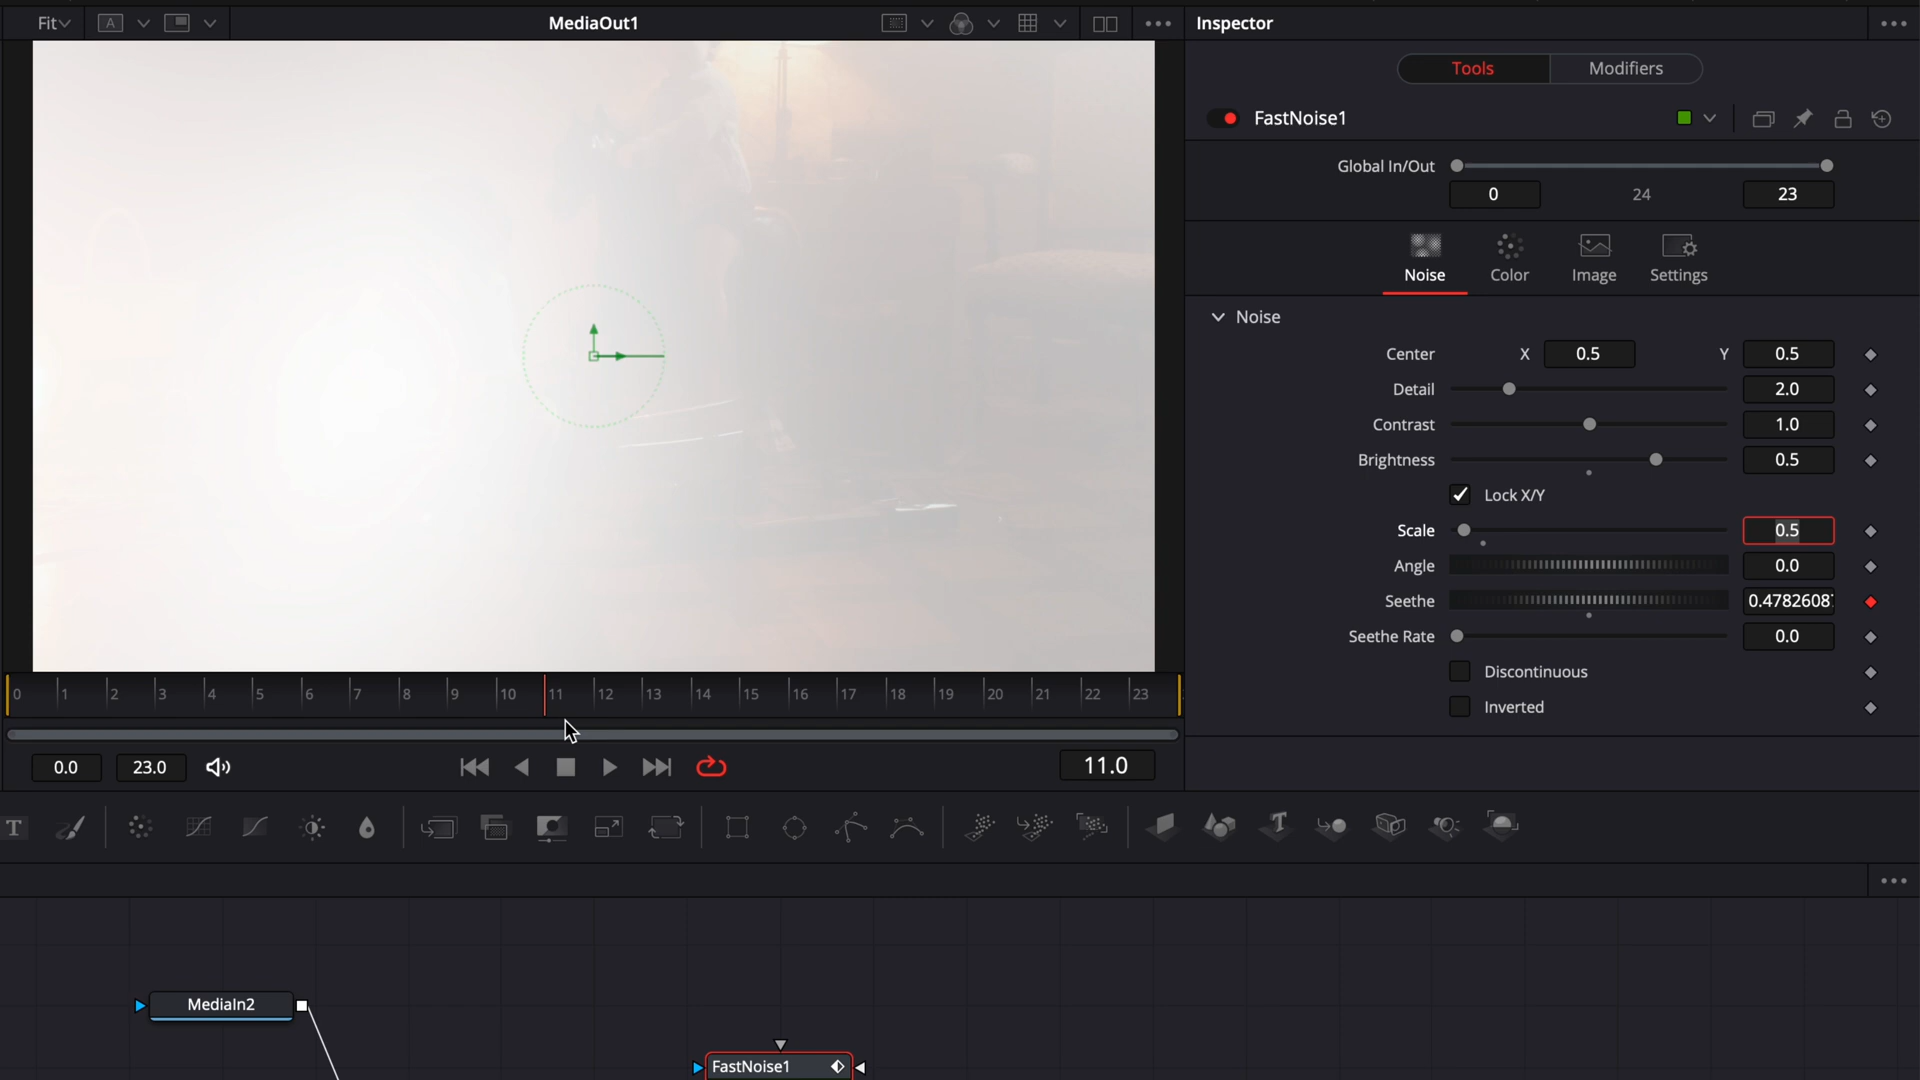 Fit A MediaOut1 Inspector
Tools Modifiers
FastNoise1
Global In/Out
0 24 23
Noise Color Image Settings
Noise
Center X 0.5 Y 0.5
Detail 2.0
Contrast 1.0
Brightness 0.5
Lock X/Y
Scale 0.5
Angle 0.0
Seethe 0.4782608
Seethe Rate 0.0
Discontinuous
Inverted
0 1 2 3 4 5 6 7 8 9 10 11 12 13 14 15 16 17 18 19 20 21 22 23
0.0 23.0 11.0
T T
MediaIn2
FastNoise1